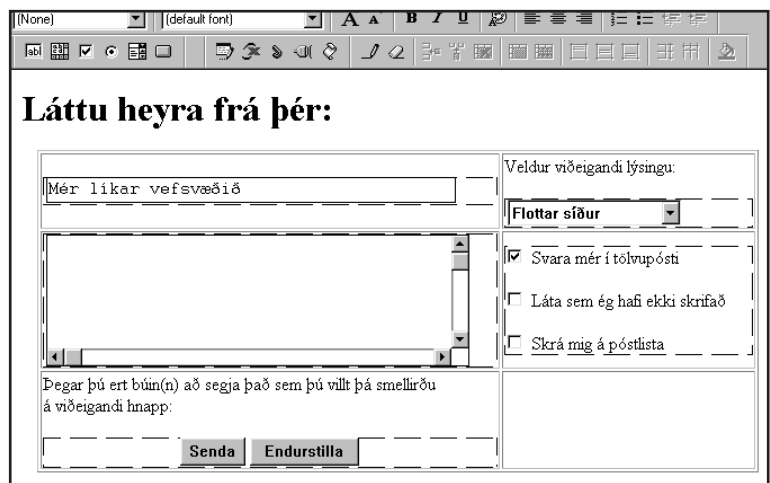 (None) (default font) A A B I U
abl
Láttu heyra frá þér:
Mér líkar vefsvæðið
Veldur viðeigandi lýsingu:
Flottar síður
Svara mér í tölvupósti
Láta sem ég hafi ekki skrifað
Skrá mig á póstlista
Þegar þú ert búin(n) að segja það sem þú villt þá smellirðu
á viðeigandi hnapp:
Senda Endurstilla